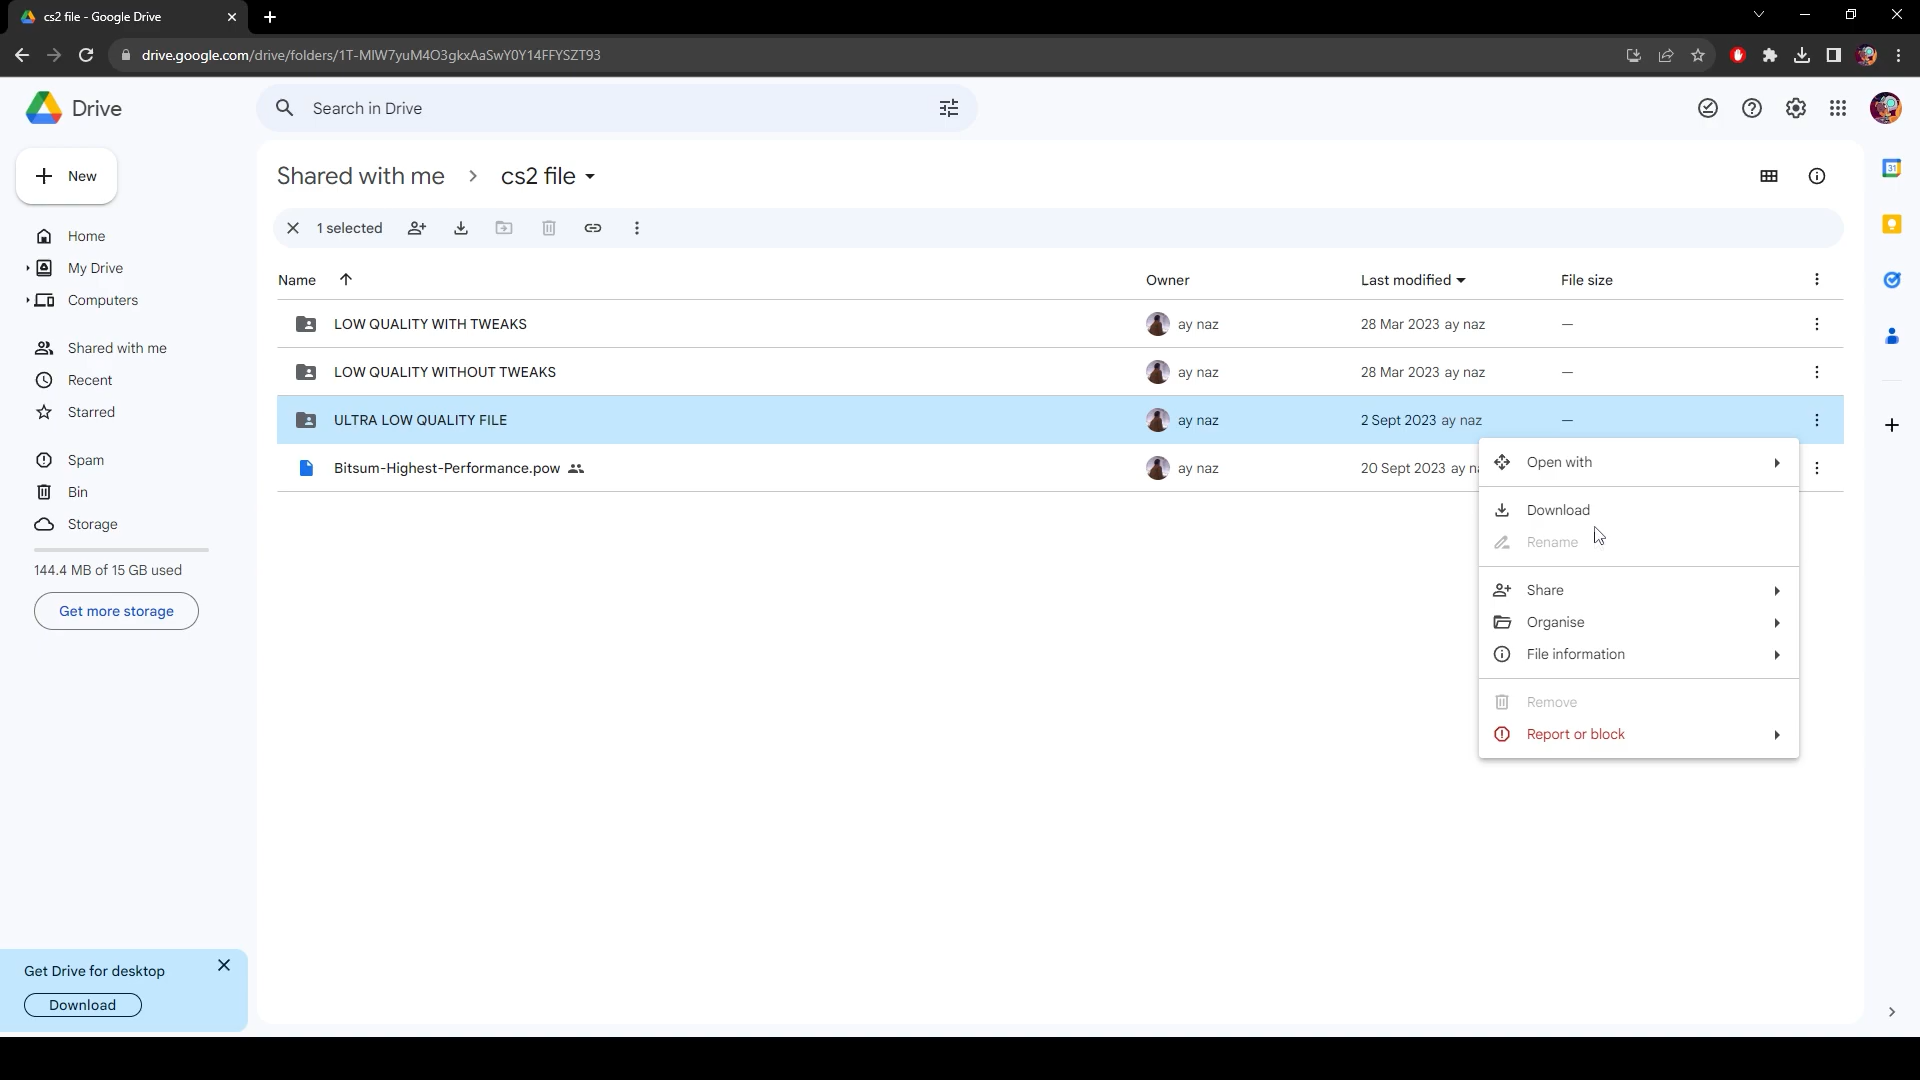 cs2 file - Google Drive
drive.google.com/drive/folders/1T-MlW7yuM4O3gkxAaSwY0Y14FFYSZT93
Drive
Search in Drive
New
Shared with me
cs2 file
31
1 selected
Home
My Drive
Computers
Shared with me
Recent
Starred
Spam
Bin
Storage
144.4 MB of 15 GB used
Get more storage
Name
Owner
Last modified
File size
LOW QUALITY WITH TWEAKS
ay naz
28 Mar 2023 ay naz
—
LOW QUALITY WITHOUT TWEAKS
ay naz
28 Mar 2023 ay naz
—
ULTRA LOW QUALITY FILE
ay naz
2 Sept 2023 ay naz
—
Bitsum-Highest-Performance.pow
ay naz
20 Sept 2023 ay
Open with
Download
Rename
Share
Organise
File information
Remove
Report or block
Get Drive for desktop
Download